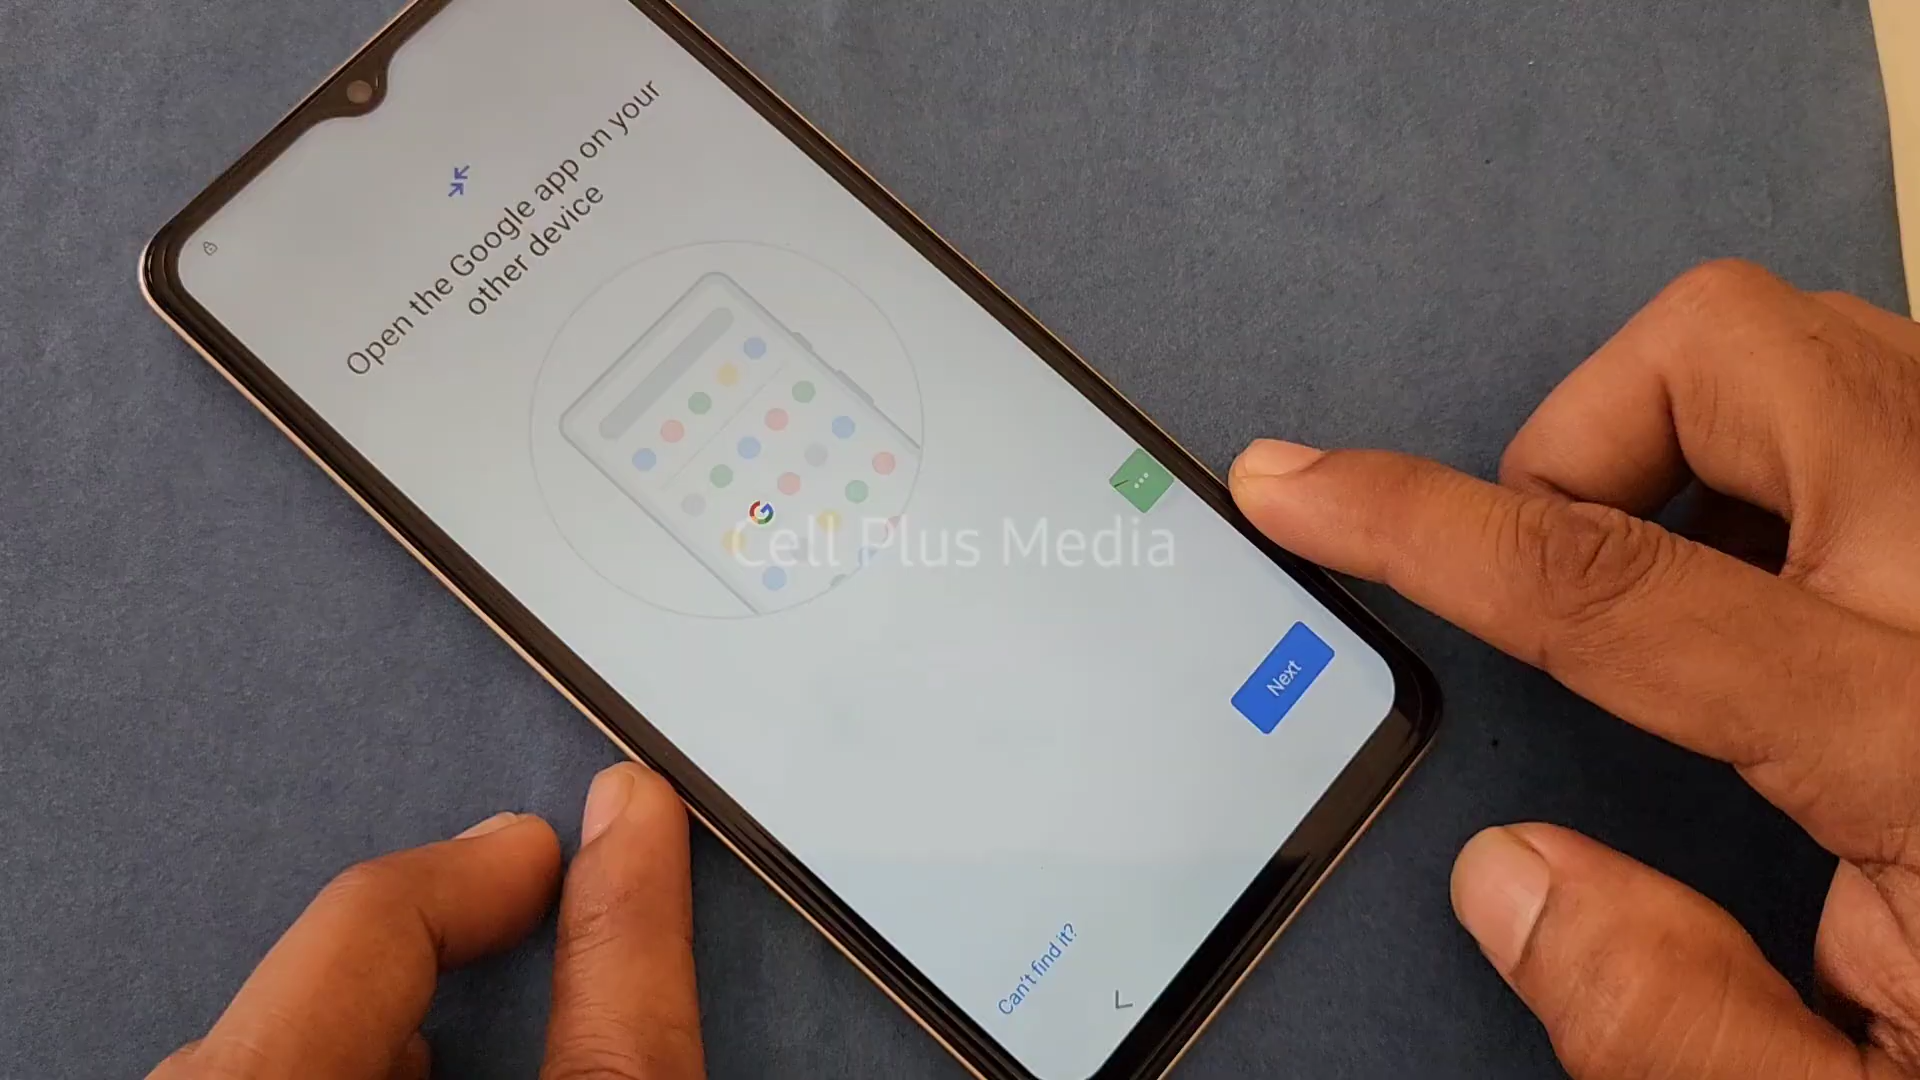 Open the Google app on your
other device
Cell Plus Media
Next
Can't find it?